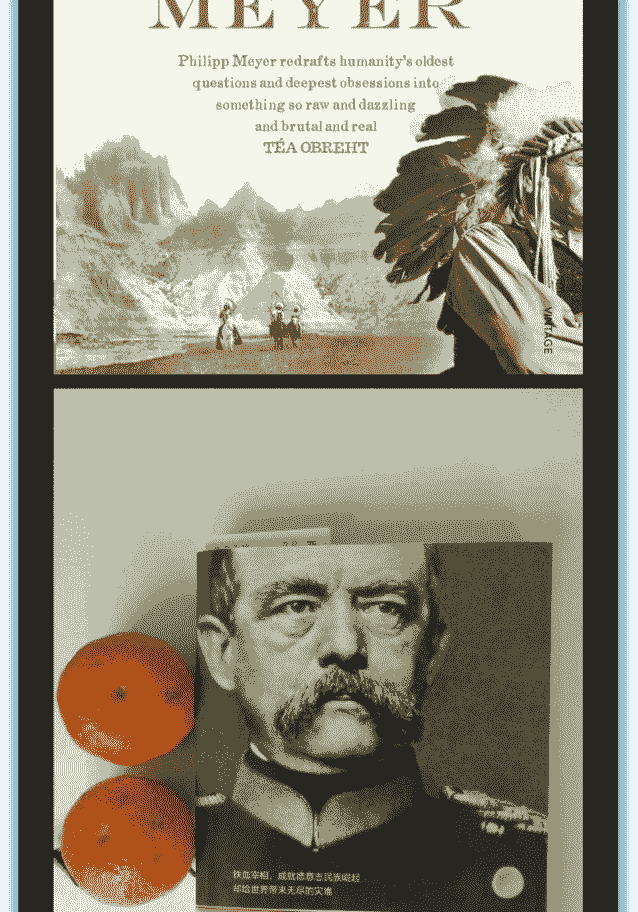 MEYER
Philipp Meyer redrafts humanity's oldest
questions and deepest obsessions into
something so raw and dazzling
and brutal and real
TÉA OBREHT
VINTAGE
铁血宰相，成就德意志民族崛起
却给世界带来无尽的灾难